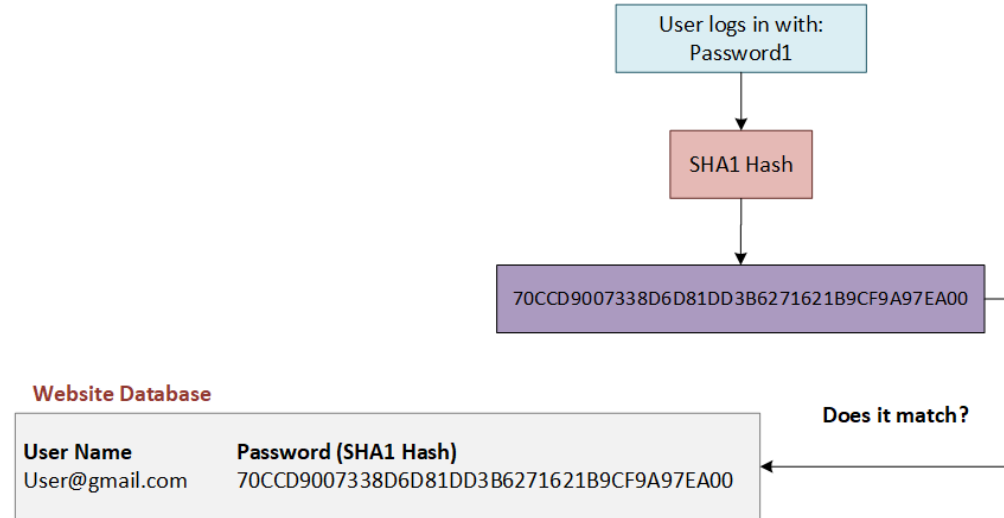 User logs in with:
Password1
SHA1 Hash
70CCD9007338D6D81DD3B6271621B9CF9A97EA00
Website Database
Does it match?
User Name Password (SHA1 Hash)
User@gmail.com 70CCD9007338D6D81DD3B6271621B9CF9A97EA00